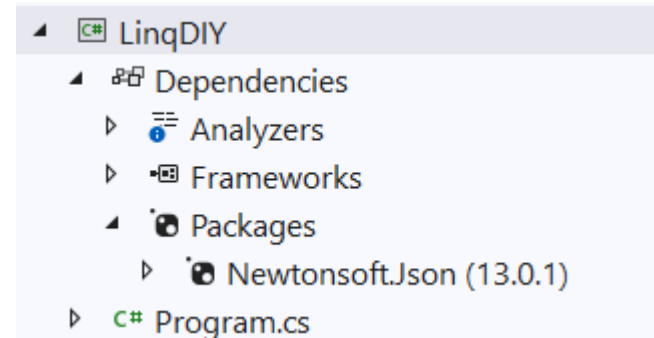 C# LinqDIY
Dependencies
Analyzers
Frameworks
Packages
Newtonsoft.Json (13.0.1)
C# Program.cs